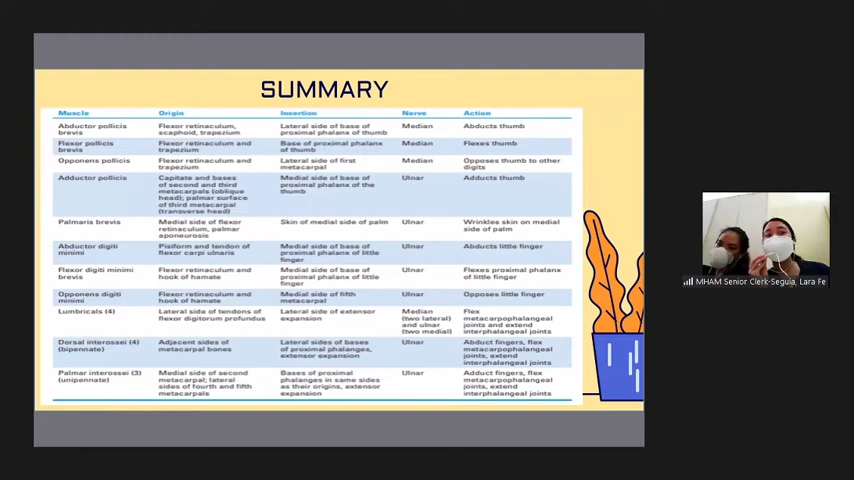 SUMMARY
Muscle Origin Insertion Nerve Action
Abductor pollicis brevis Flexor retinaculum, scaphoid, trapezium Lateral side of base of proximal phalanx of thumb Median Abducts thumb
Flexor pollicis brevis Flexor retinaculum and trapezium Base of proximal phalanx of thumb Median Flexes thumb
Opponens pollicis Flexor retinaculum and trapezium Lateral side of first metacarpal Median Opposes thumb to other digits
Adductor pollicis Capitate and bases of second and third metacarpals (oblique head); palmar surface of third metacarpal (transverse head) Medial side of base of proximal phalanx of the thumb Ulnar Adducts thumb
Palmaris brevis Medial side of flexor retinaculum, palmar aponeurosis Skin of medial side of palm Ulnar Wrinkles skin on medial side of palm
Abductor digiti minimi Pisiform and tendon of flexor carpi ulnaris Medial side of base of proximal phalanx of little finger Ulnar Abducts little finger
Flexor digiti minimi brevis Flexor retinaculum and hook of hamate Medial side of base of proximal phalanx of little finger Ulnar Flexes proximal phalanx of little finger
Opponens digiti minimi Flexor retinaculum and hook of hamate Medial side of fifth metacarpal Ulnar Opposes little finger
Lumbricals (4) Lateral side of tendons of flexor digitorum profundus Lateral side of extensor expansion Median (two lateral) and ulnar (two medial) Flex metacarpophalangeal joints and extend interphalangeal joints
Dorsal interossei (4) (bipennate) Adjacent sides of metacarpal bones Lateral sides of bases of proximal phalanges, extensor expansion Ulnar Abduct fingers, flex metacarpophalangeal joints, extend interphalangeal joints
Palmar interossei (3) (unipennate) Medial side of second metacarpal; lateral sides of fourth and fifth metacarpals Bases of proximal phalanges in same sides as their origins, extensor expansion Ulnar Adduct fingers, flex metacarpophalangeal joints, extend interphalangeal joints
MHAM Senior Clerk-Seguia, Lara Fe